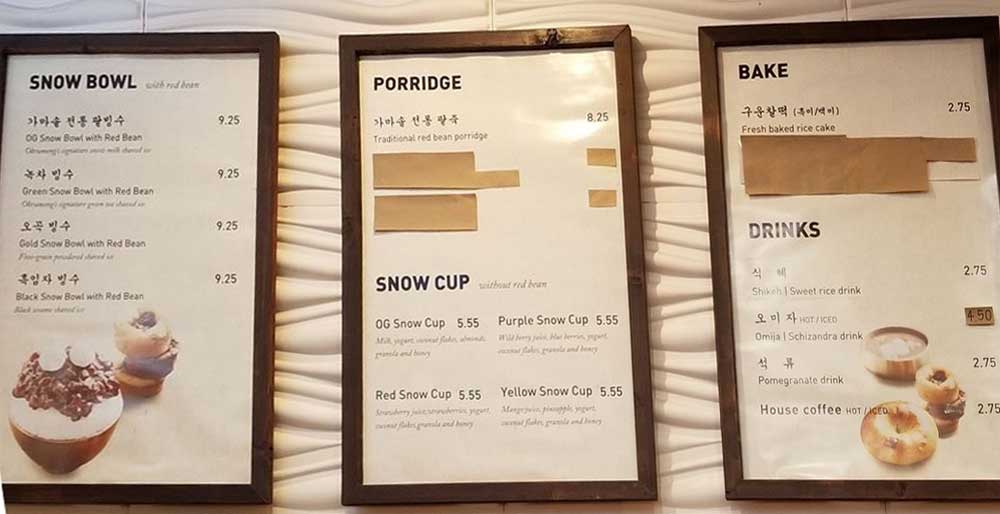 SNOW BOWL with red bean
가마솥 전통 팥빙수 9.25
OG Snow Bowl with Red Bean
Okrumong's signature snow milk shaved ice
녹차 빙수 9.25
Green Snow Bowl with Red Bean
Okrumong's signature green tea shaved ice
오곡 빙수 9.25
Gold Snow Bowl with Red Bean
Five-grain powdered shaved ice
흑임자 빙수 9.25
Black Snow Bowl with Red Bean
Black sesame shaved ice
PORRIDGE
가마솥 전통 팥죽 8.25
Traditional red bean porridge
SNOW CUP without red bean
OG Snow Cup 5.55
Milk, yogurt, coconut flakes, almonds,
granola and honey
Purple Snow Cup 5.55
Wild berry juice, blue berries, yogurt,
coconut flakes, granola and honey
Red Snow Cup 5.55
Strawberry juice, strawberries, yogurt,
coconut flakes, granola and honey
Yellow Snow Cup 5.55
Mango juice, pineapple, yogurt,
coconut flakes, granola and honey
BAKE
구운찰떡 (흑미/백미) 2.75
Fresh baked rice cake
DRINKS
식 혜 2.75
Shikeh | Sweet rice drink
오 미 자 HOT / ICED 4.50
Omija | Schizandra drink
석 류 2.75
Pomegranate drink
House coffee HOT / ICED 2.75